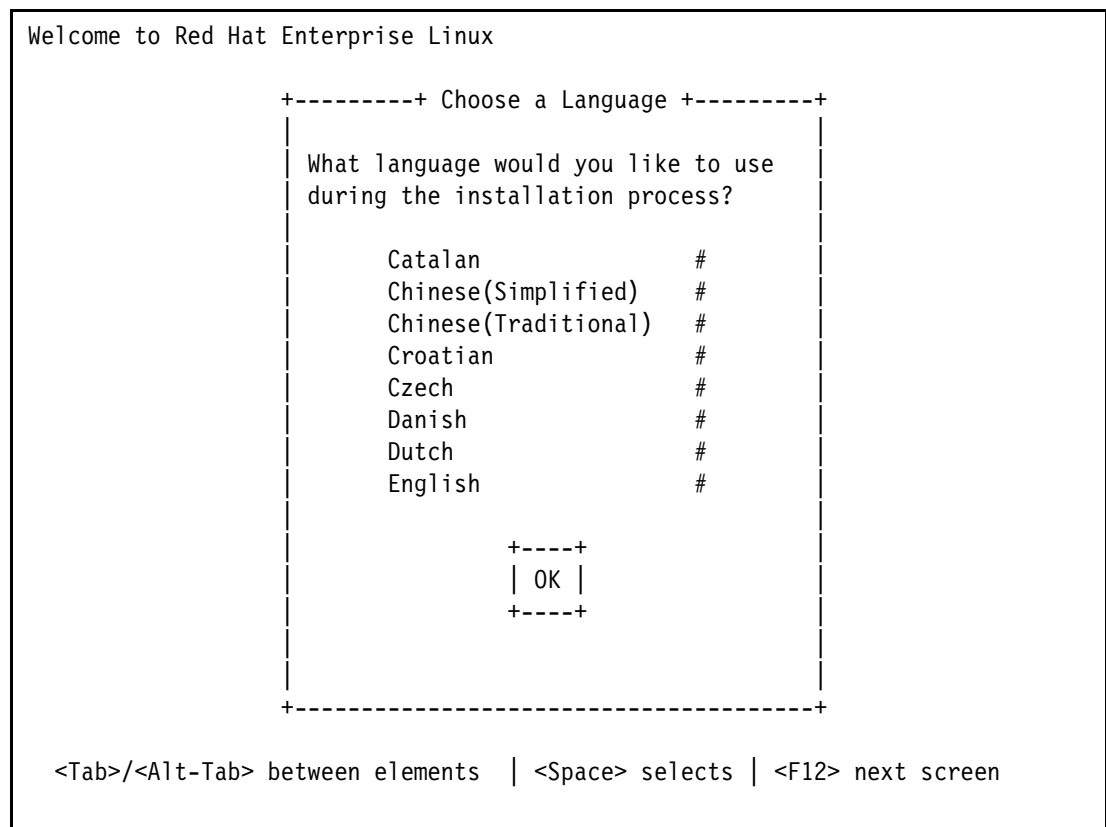 Welcome to Red Hat Enterprise Linux
+---------+ Choose a Language +---------+
What language would you like to use
during the installation process?
Catalan #
Chinese(Simplified) #
Chinese(Traditional) #
Croatian #
Czech #
Danish #
Dutch #
English #
+----+
| OK |
+----+
+---------------------------------------+
<Tab>/<Alt-Tab> between elements | <Space> selects | <F12> next screen